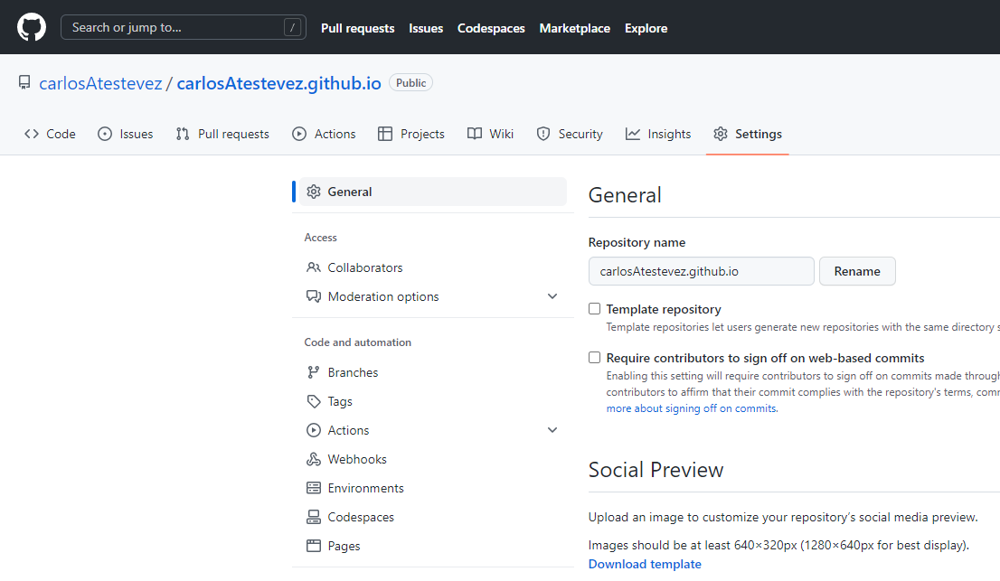 Search or jump to... /
Pull requests Issues Codespaces Marketplace Explore
carlosAtestevez / carlosAtestevez.github.io Public
Code Issues Pull requests Actions Projects Wiki Security Insights Settings
General
Access
Collaborators
Moderation options
Code and automation
Branches
Tags
Actions
Webhooks
Environments
Codespaces
Pages
General
Repository name
carlosAtestevez.github.io Rename
Template repository
Template repositories let users generate new repositories with the same directory s
Require contributors to sign off on web-based commits
Enabling this setting will require contributors to sign off on commits made through
contributors to affirm that their commit complies with the repository's terms, comm
more about signing off on commits.
Social Preview
Upload an image to customize your repository’s social media preview.
Images should be at least 640×320px (1280×640px for best display).
Download template